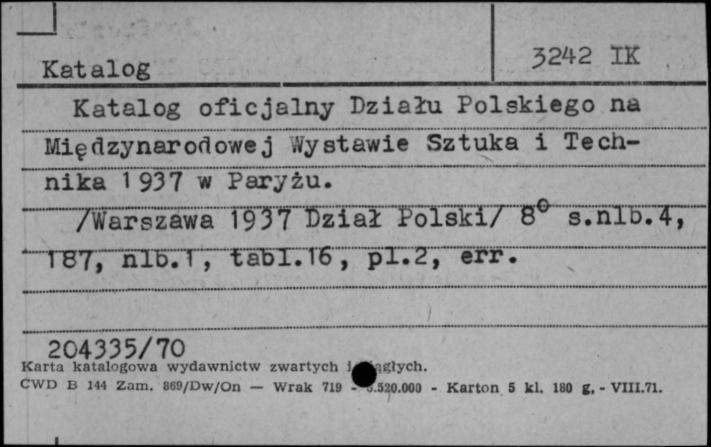 Katalog
3242 IK
Katalog oficjalny Działu Polskiego na
Międzynarodowej Wystawie Sztuka i Tech-
nika 1937 w Paryżu.
/Warszawa 1937 Dział Polski/ 8° s.nlb.4,
187, nlb.1, tabl.16, pl.2, err.
204335/70
Karta katalogowa wydawnictw zwartych i
CWD B 144 Zam. 869/Dw/On — Wrak 719 - .520.000 - Karton 5 kl. 180 g. - VIII.71.